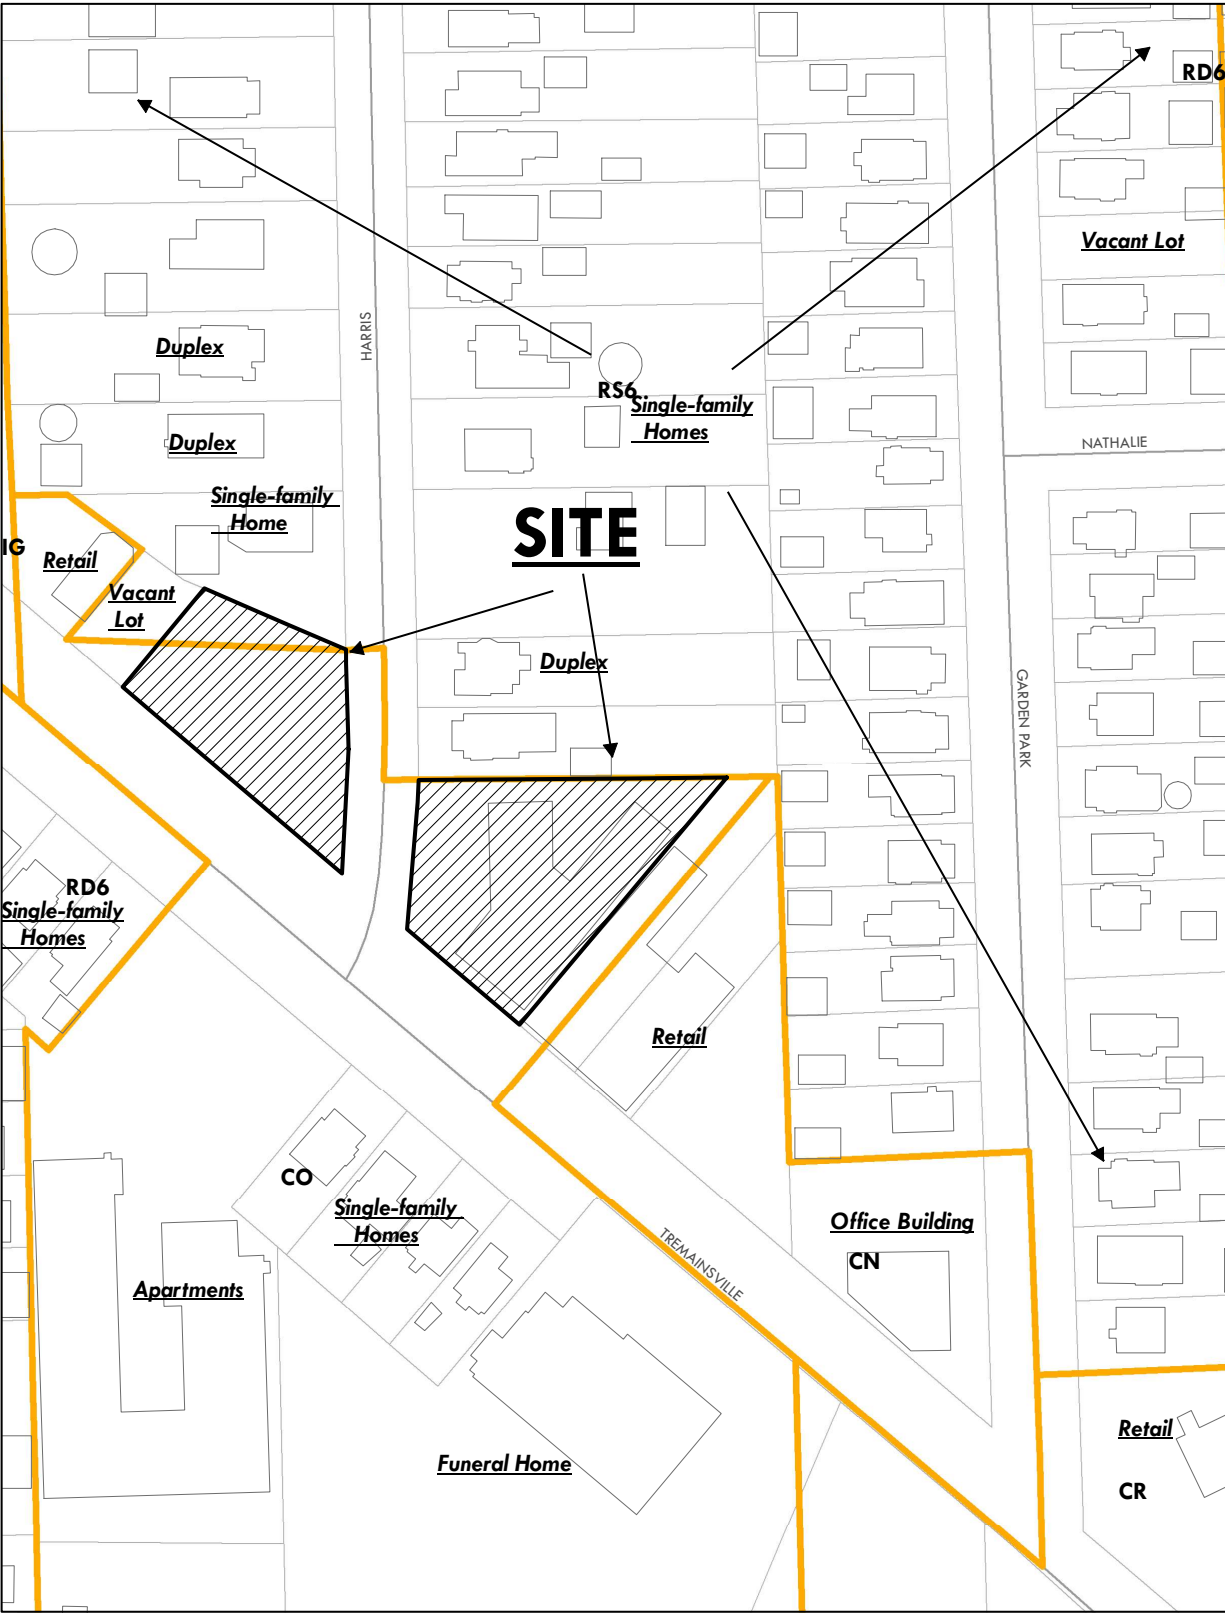 RD6
Vacant Lot
HARRIS
Duplex
RS6
Single-family
Homes
NATHALIE
Duplex
Single-family
Home
SITE
IG
Retail
Vacant
Lot
Duplex
GARDEN PARK
RD6
Single-family
Homes
Retail
CO
Single-family
Homes
TREMAINSVILLE
Office Building
CN
Apartments
Funeral Home
Retail
CR